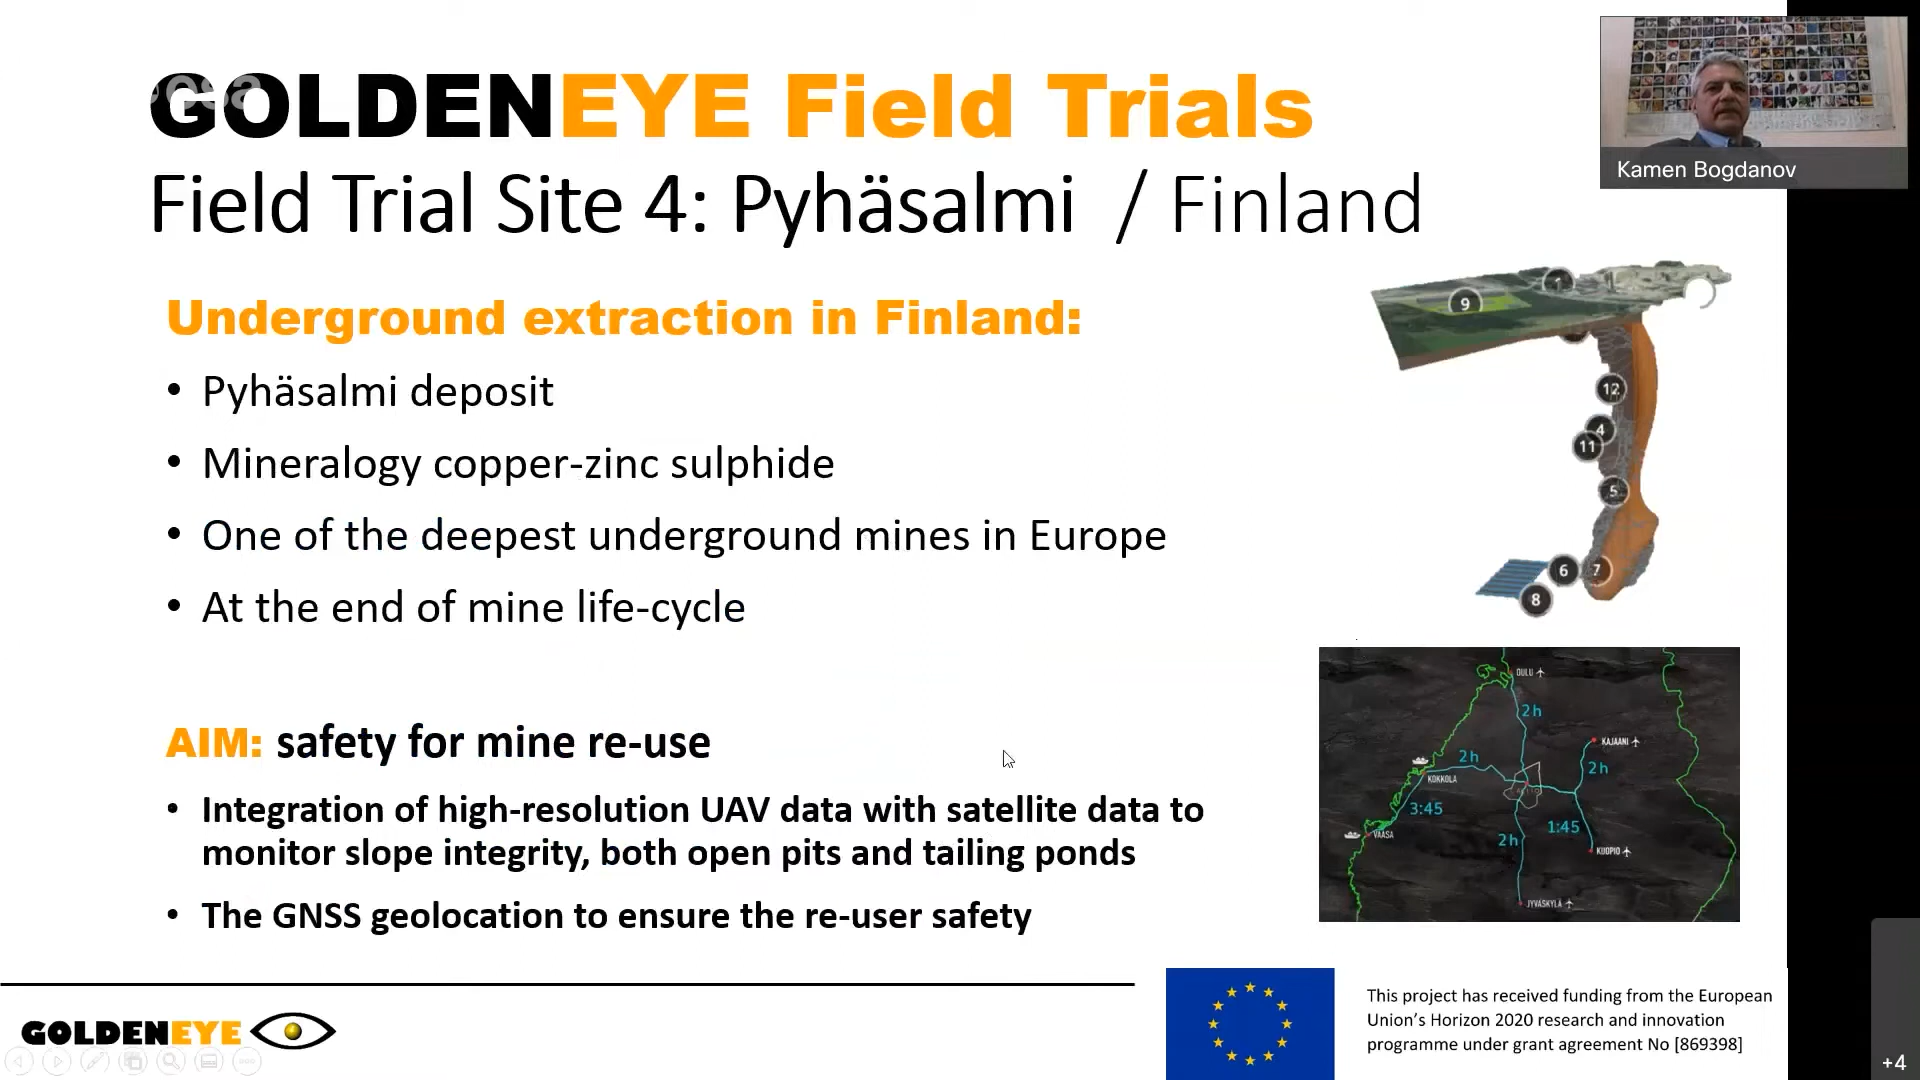 esa
GOLDENEYE Field Trials
Field Trial Site 4: Pyhäsalmi / Finland
Kamen Bogdanov
Underground extraction in Finland:
• Pyhäsalmi deposit
• Mineralogy copper-zinc sulphide
• One of the deepest underground mines in Europe
• At the end of mine life-cycle
1
9
12
4
11
5
6
7
8
AIM: safety for mine re-use
• Integration of high-resolution UAV data with satellite data to
monitor slope integrity, both open pits and tailing ponds
• The GNSS geolocation to ensure the re-user safety
OULU
2h
KAJAANI
2h
2h
KOKKOLA
3:45
VAASA
1:45
2h
KUOPIO
JYVÄSKYLÄ
GOLDENEYE
This project has received funding from the European
Union's Horizon 2020 research and innovation
programme under grant agreement No [869398]
+4